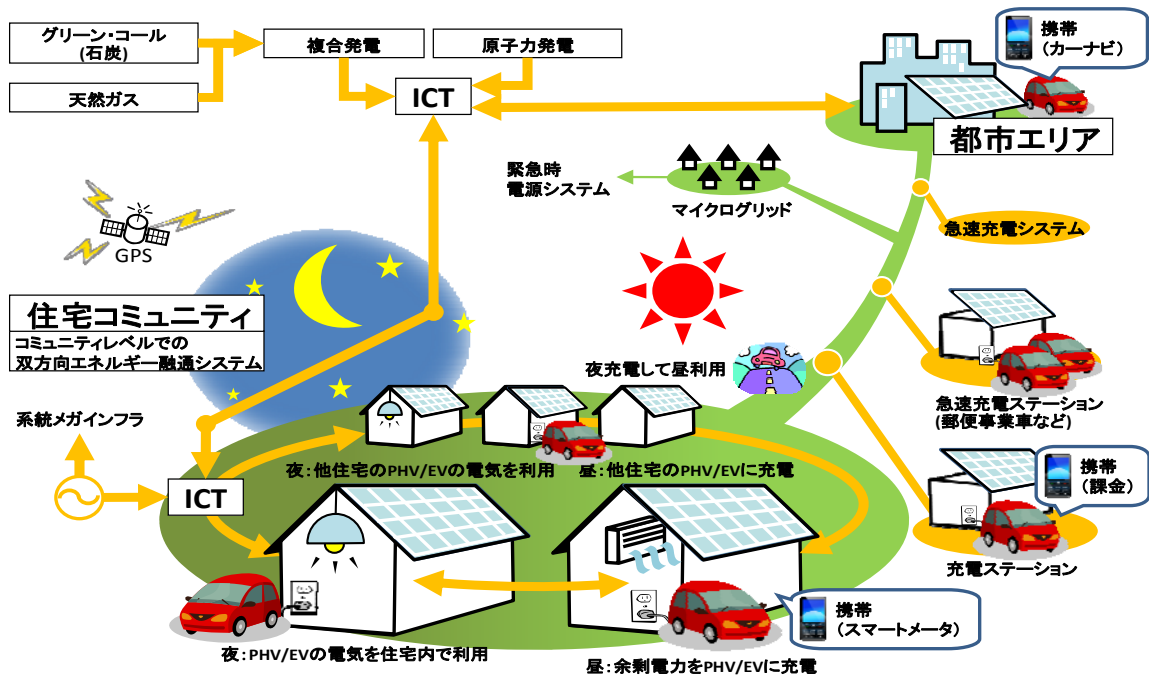 グリーン・コール
(石炭)
複合発電
原子力発電
天然ガス
ICT
携帯
(カーナビ)
都市エリア
緊急時
電源システム
マイクログリッド
急速充電システム
GPS
住宅コミュニティ
コミュニティレベルでの
双方向エネルギー融通システム
夜充電して昼利用
急速充電ステーション
(郵便事業車など)
系統メガインフラ
夜：他住宅のPHV/EVの電気を利用
昼：他住宅のPHV/EVに充電
携帯
(課金)
ICT
充電ステーション
携帯
(スマートメータ)
夜：PHV/EVの電気を住宅内で利用
昼：余剰電力をPHV/EVに充電